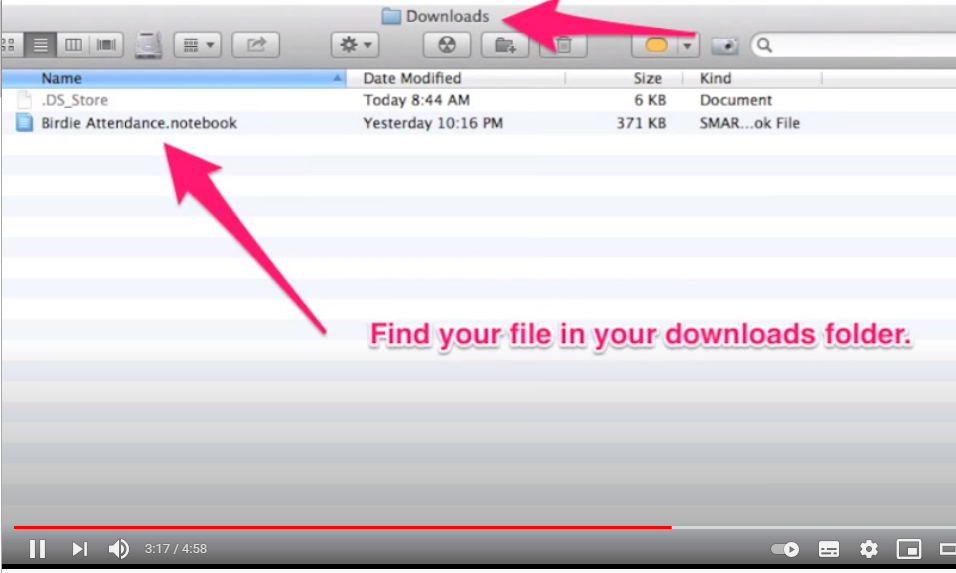 Downloads
Name Date Modified Size Kind
.DS_Store Today 8:44 AM 6 KB Document
Birdie Attendance.notebook Yesterday 10:16 PM 371 KB SMAR...ok File
Find your file in your downloads folder.
3:17 / 4:58